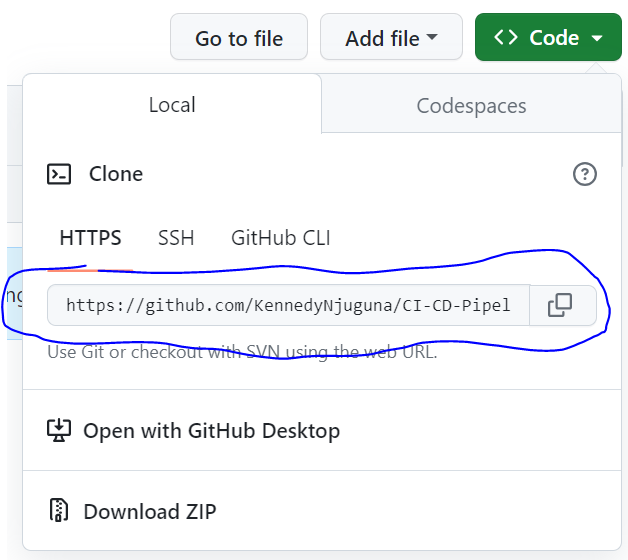 Go to file Add file Code
Local Codespaces
Clone
HTTPS SSH GitHub CLI
https://github.com/KennedyNjuguna/CI-CD-Pipel
Use Git or checkout with SVN using the web URL.
Open with GitHub Desktop
Download ZIP